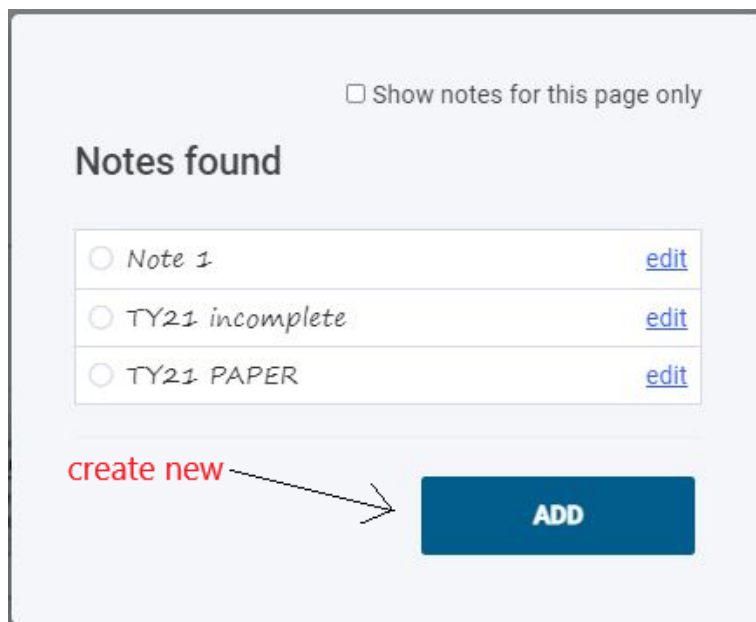 Show notes for this page only
Notes found
Note 1 edit
TY21 incomplete edit
TY21 PAPER edit
create new
ADD